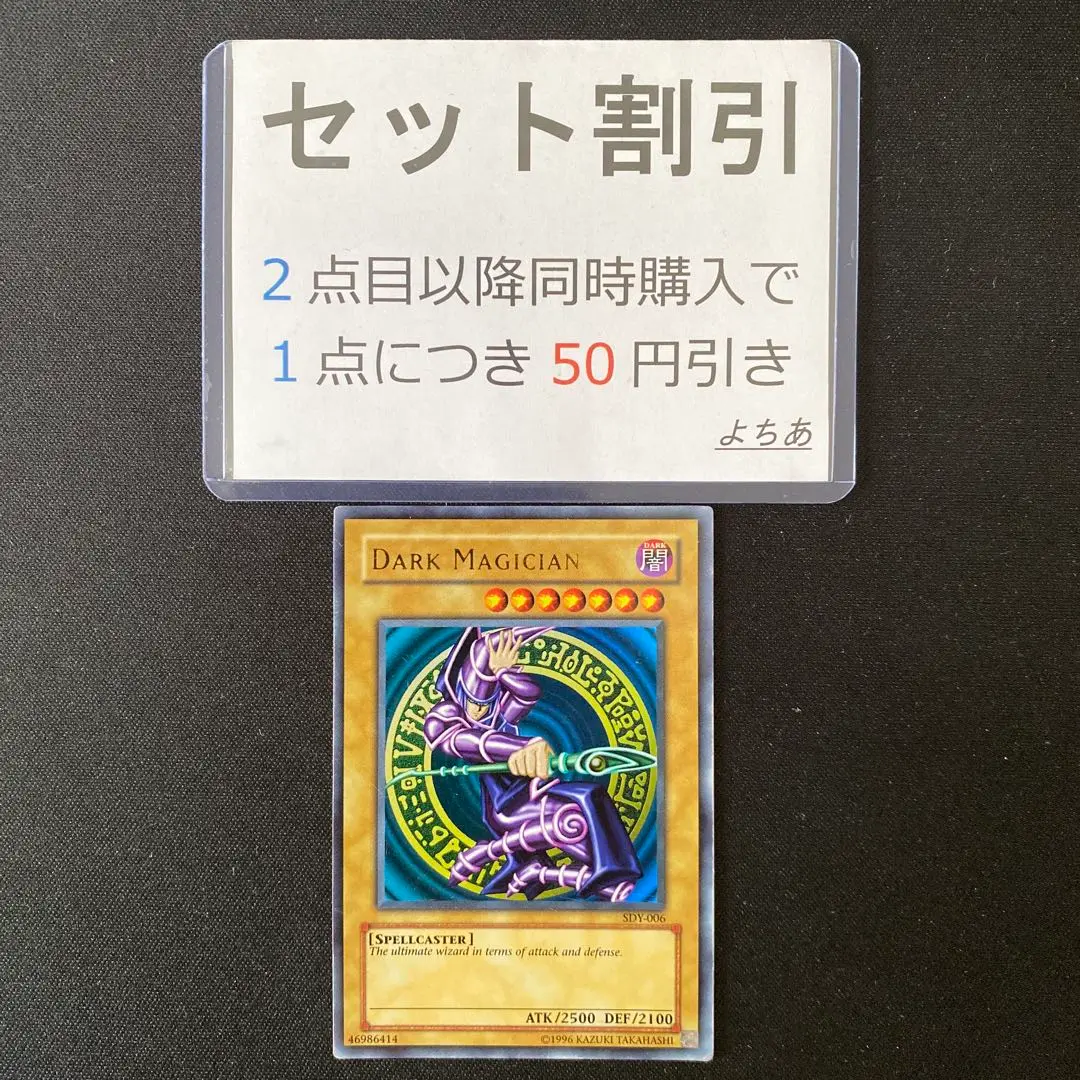 セット割引
2点目以降同時購入で
1点につき50円引き
よちあ
DARK MAGICIAN
DARK
闇
SDY-006
[SPELLCASTER]
The ultimate wizard in terms of attack and defense.
ATK/2500 DEF/2100
46986414
©1996 KAZUKI TAKAHASHI